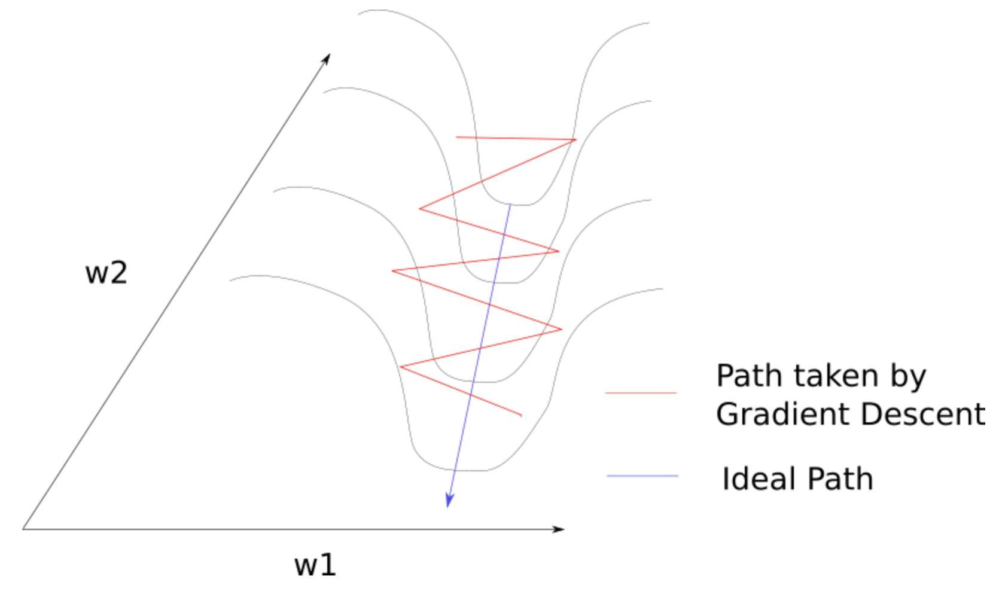 w2
Path taken by
Gradient Descent
Ideal Path
w1